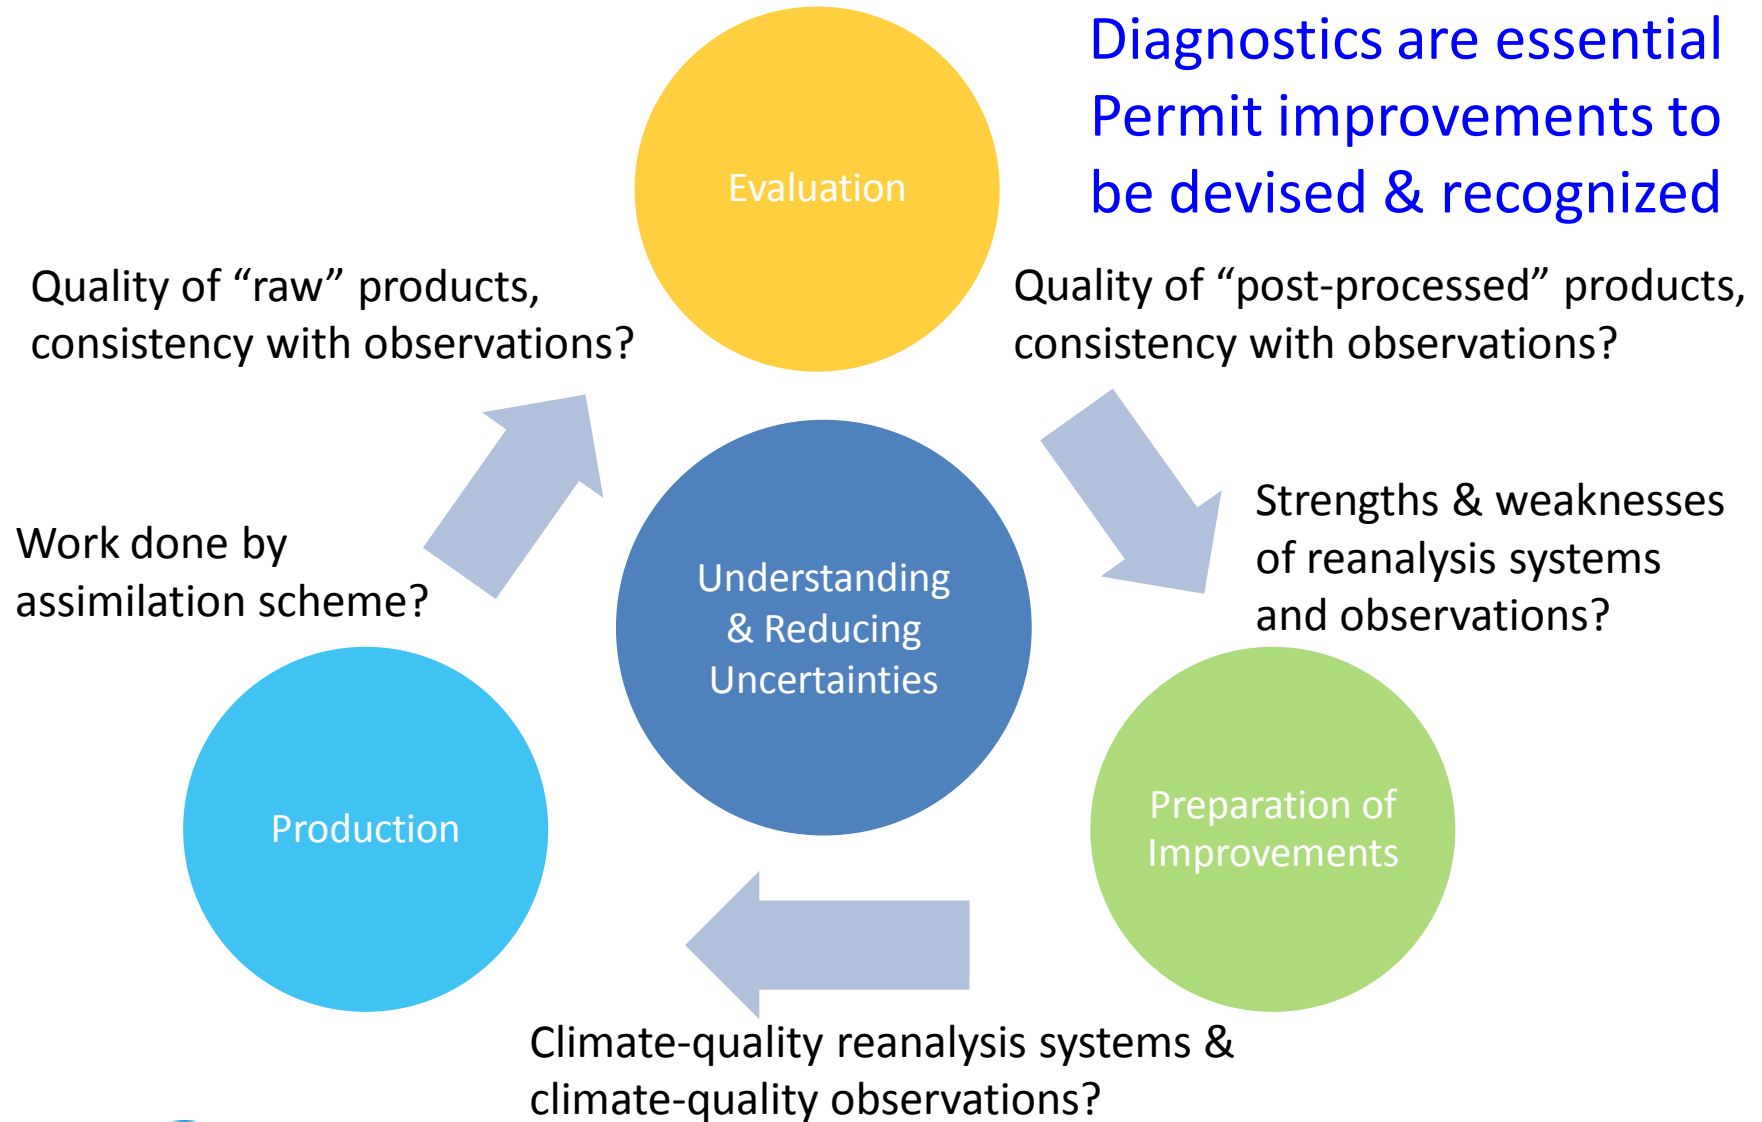 Diagnostics are essential
Permit improvements to
be devised & recognized
Evaluation
Quality of “raw” products,
consistency with observations?
Quality of “post-processed” products,
consistency with observations?
Work done by
assimilation scheme?
Strengths & weaknesses
of reanalysis systems
and observations?
Understanding
& Reducing
Uncertainties
Production
Preparation of
Improvements
Climate-quality reanalysis systems &
climate-quality observations?